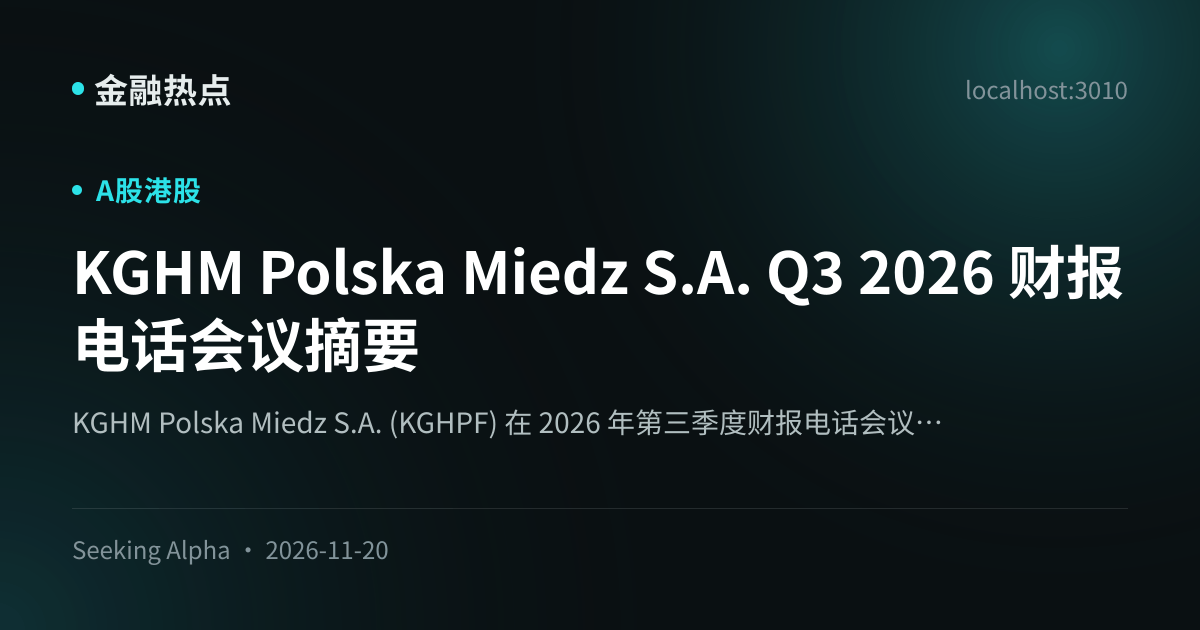 金融热点
localhost:3010
A股港股
KGHM Polska Miedz S.A. Q3 2026 财报
电话会议摘要
KGHM Polska Miedz S.A. (KGHPF) 在 2026 年第三季度财报电话会议…
Seeking Alpha · 2026-11-20